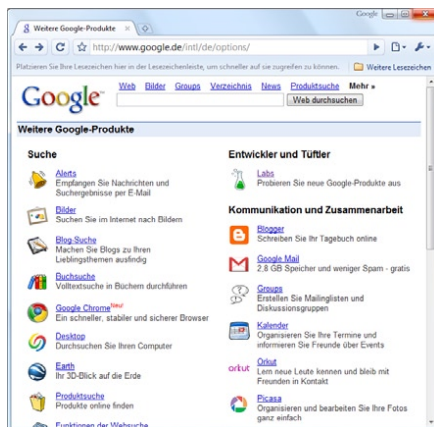 Google
Weitere Google-Produkte
http://www.google.de/intl/de/options/
Platzieren Sie Ihre Lesezeichen hier in der Lesezeichenleiste, um schneller auf sie zugreifen zu können.
Weitere Lesezeichen
Google
Web Bilder Groups Verzeichnis News Produktsuche Mehr »
Web durchsuchen
Weitere Google-Produkte
Suche
Alerts
Empfangen Sie Nachrichten und
Suchergebnisse per E-Mail
Bilder
Suchen Sie im Internet nach Bildern
Blog-Suche
Machen Sie Blogs zu Ihren
Lieblingsthemen ausfindig
Buchsuche
Volltextsuche in Büchern durchführen
Google Chrome Neu!
Ein schneller, stabiler und sicherer Browser
Desktop
Durchsuchen Sie Ihren Computer
Earth
Ihr 3D-Blick auf die Erde
Produktsuche
Produkte online finden
Funktionen der Websuche
Entwickler und Tüftler
Labs
Probieren Sie neue Google-Produkte aus
Kommunikation und Zusammenarbeit
Blogger
Schreiben Sie Ihr Tagebuch online
Google Mail
2,8 GB Speicher und weniger Spam - gratis
Groups
Erstellen Sie Mailinglisten und
Diskussionsgruppen
Kalender
Organisieren Sie Ihre Termine und
informieren Sie Freunde über Events
orkut
Orkut
Lern neue Leute kennen und bleib mit
Freunden in Kontakt
Picasa
Organisieren und bearbeiten Sie Ihre Fotos
ganz einfach